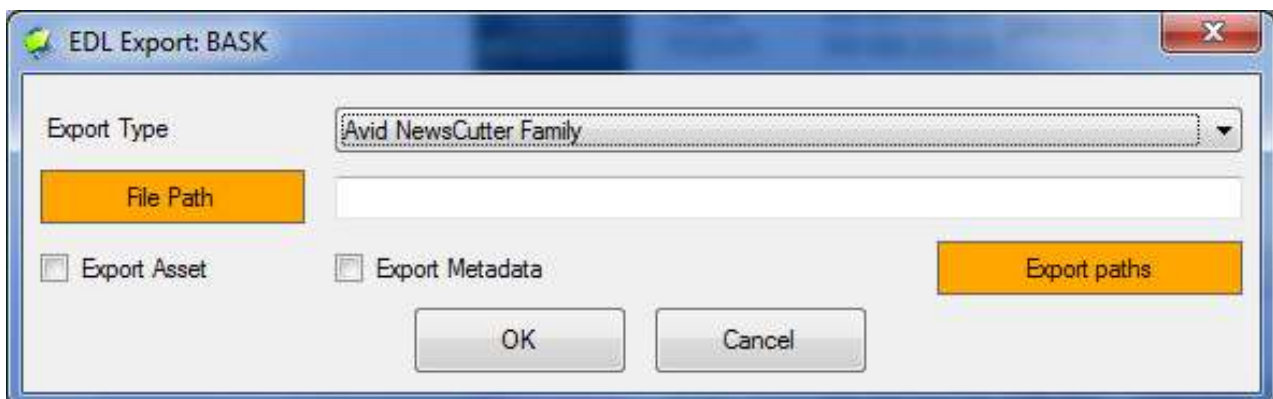 EDL Export: BASK
Export Type
Avid NewsCutter Family
File Path
Export Asset
Export Metadata
Export paths
OK
Cancel